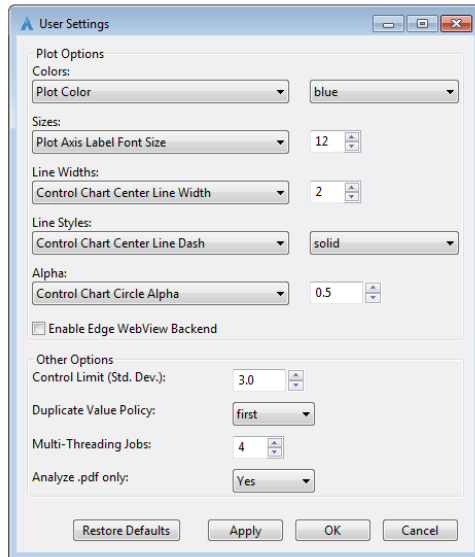 User Settings
Plot Options
Colors:
Plot Color blue
Sizes:
Plot Axis Label Font Size 12
Line Widths:
Control Chart Center Line Width 2
Line Styles:
Control Chart Center Line Dash solid
Alpha:
Control Chart Circle Alpha 0.5
Enable Edge WebView Backend
Other Options
Control Limit (Std. Dev.): 3.0
Duplicate Value Policy: first
Multi-Threading Jobs: 4
Analyze .pdf only: Yes
Restore Defaults Apply OK Cancel